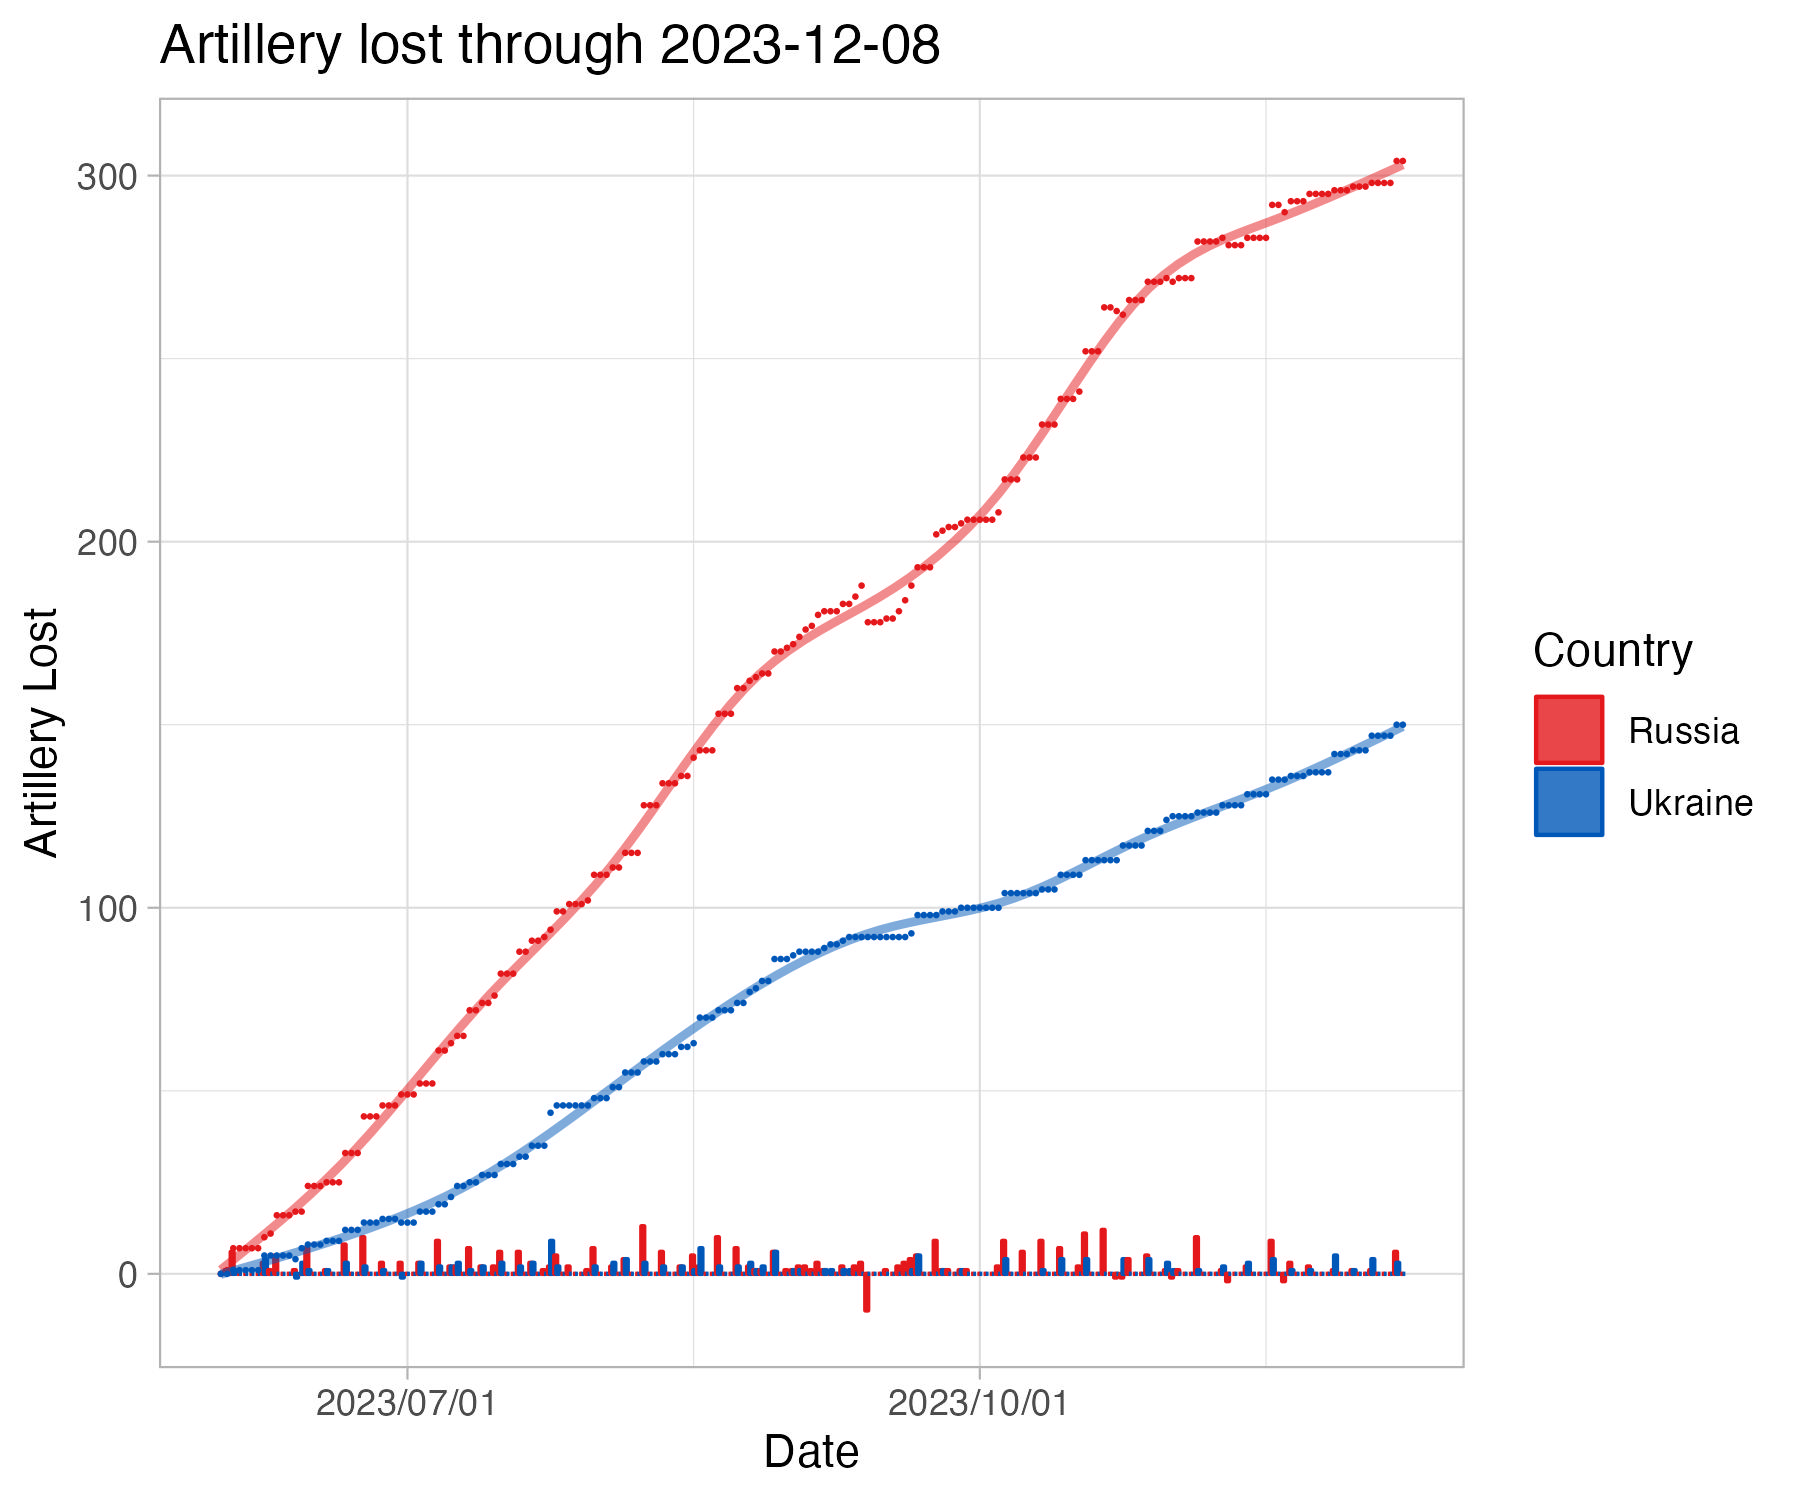 Artillery lost through 2023-12-08
Artillery Lost
300
200
100
0
2023/07/01
2023/10/01
Date
Country
Russia
Ukraine